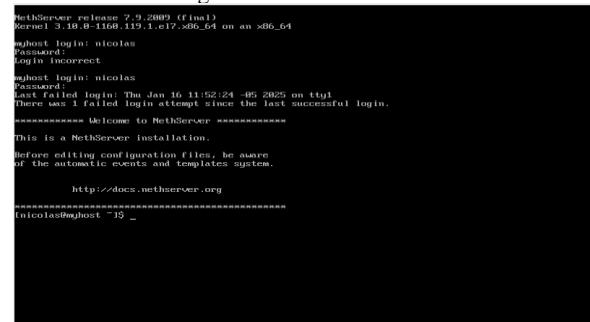 NethServer release 7.9.2009 (final)
Kernel 3.10.0-1160.119.1.el7.x86_64 on an x86_64
myhost login: nicolas
Password:
Login incorrect
myhost login: nicolas
Password:
Last failed login: Thu Jan 16 11:52:24 -05 2025 on tty1
There was 1 failed login attempt since the last successful login.
************ Welcome to NethServer ************
This is a NethServer installation.
Before editing configuration files, be aware
of the automatic events and templates system.
http://docs.nethserver.org
***********************************************
[nicolas@myhost ~]$ _